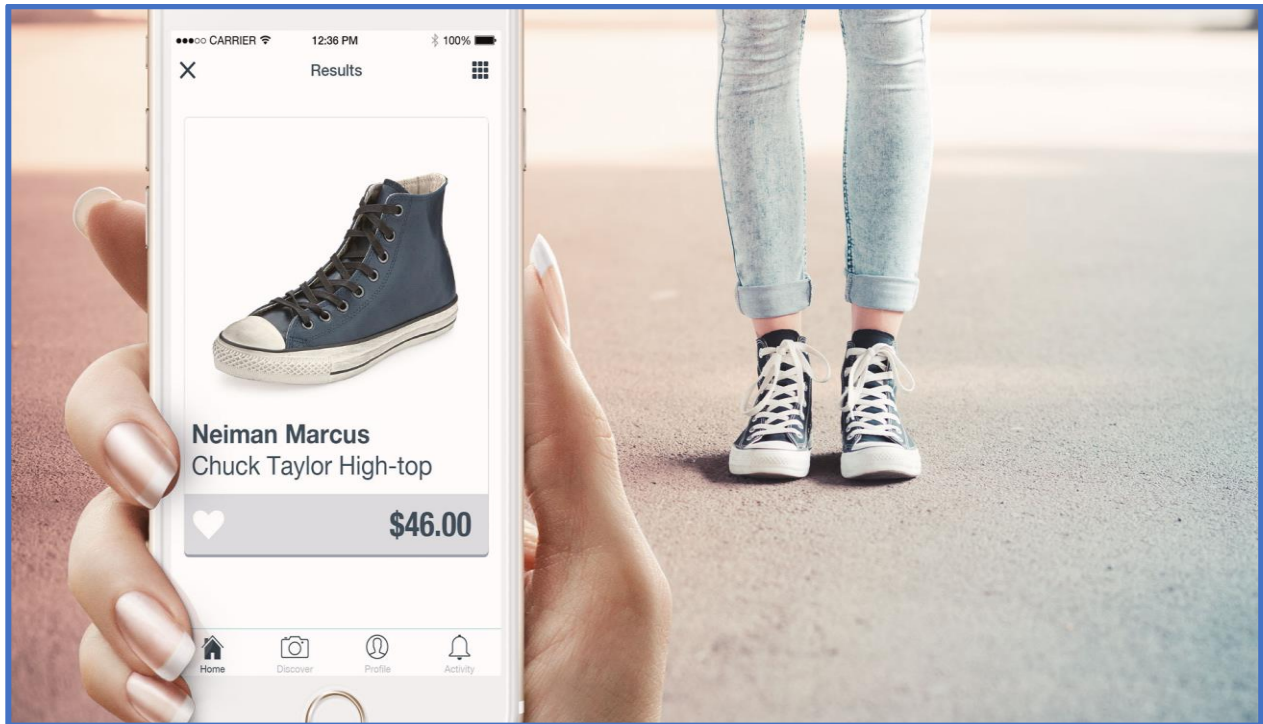 CARRIER 12:36 PM 100%
Results
Neiman Marcus
Chuck Taylor High-top
$46.00
Home Discover Profile Activity